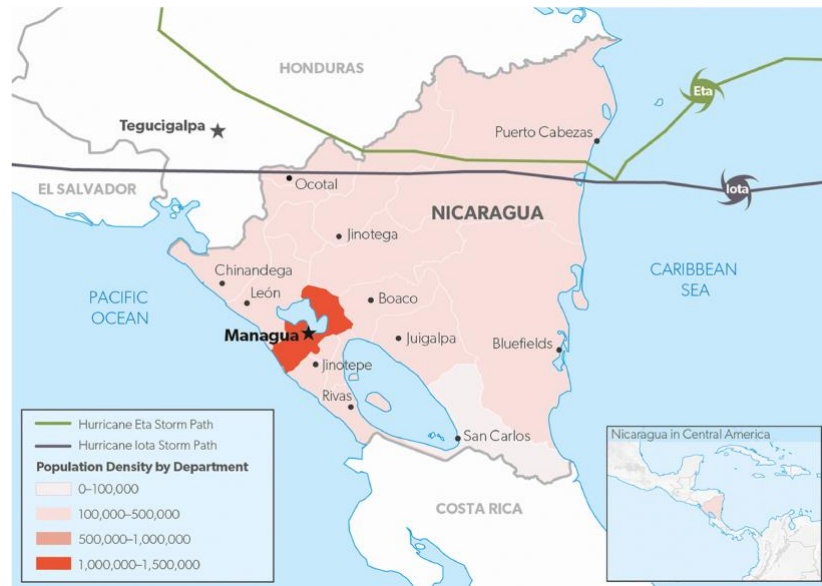 HONDURAS
Tegucigalpa
Eta
Puerto Cabezas
EL SALVADOR
Ocotal
Iota
NICARAGUA
Jinotega
Chinandega
León
PACIFIC
OCEAN
Boaco
CARIBBEAN
SEA
Managua
Juigalpa
Bluefields
Jinotepe
Rivas
San Carlos
COSTA RICA
Hurricane Eta Storm Path
Hurricane Iota Storm Path
Population Density by Department
0–100,000
100,000–500,000
500,000–1,000,000
1,000,000–1,500,000
Nicaragua in Central America